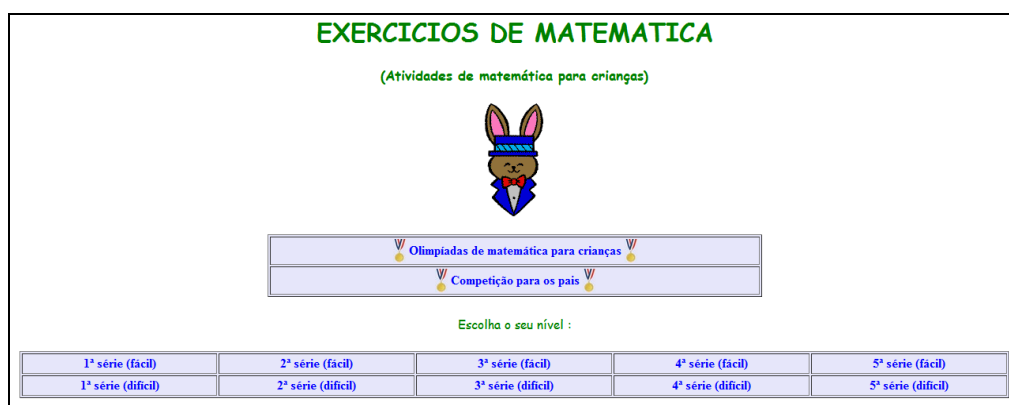 EXERCICIOS DE MATEMATICA
(Atividades de matemática para crianças)
Olimpíadas de matemática para crianças
Competição para os pais
Escolha o seu nível :
1ª série (fácil) 2ª série (fácil) 3ª série (fácil) 4ª série (fácil) 5ª série (fácil)
1ª série (difícil) 2ª série (difícil) 3ª série (difícil) 4ª série (difícil) 5ª série (difícil)